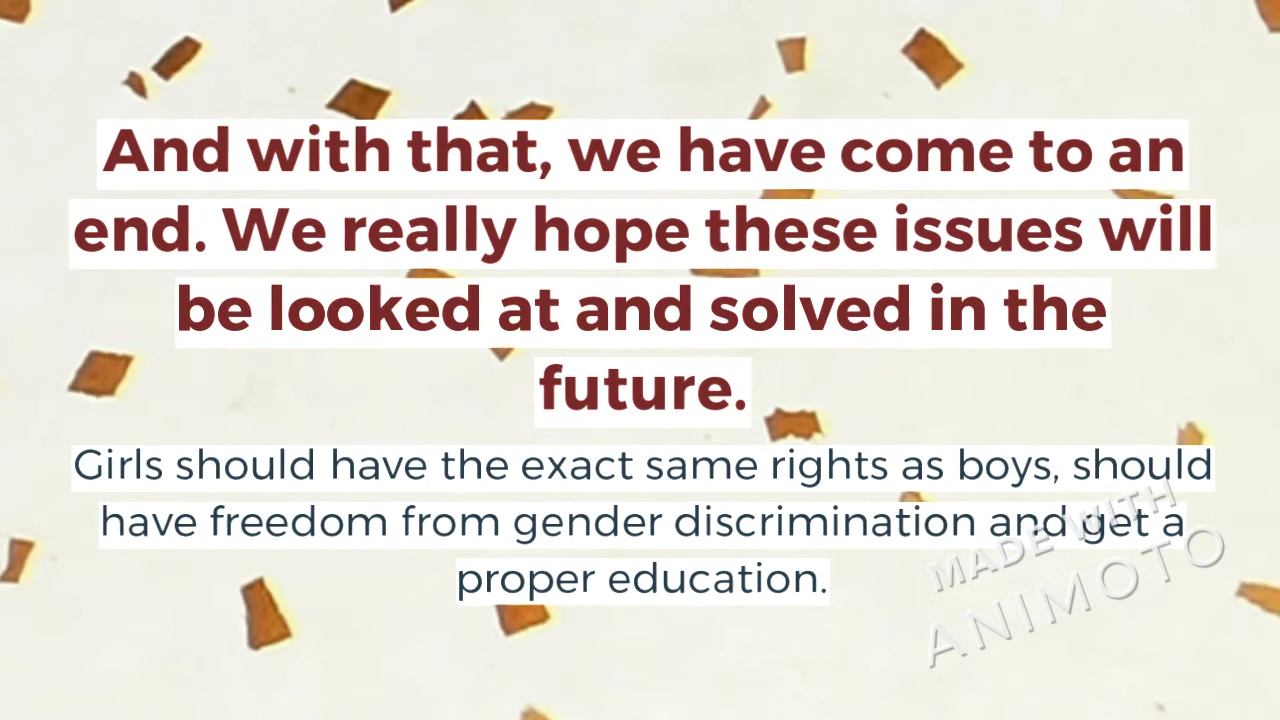 And with that, we have come to an
end. We really hope these issues will
be looked at and solved in the
future.
Girls should have the exact same rights as boys, should
have freedom from gender discrimination and get a
proper education.
MADE WITH
ANIMOTO